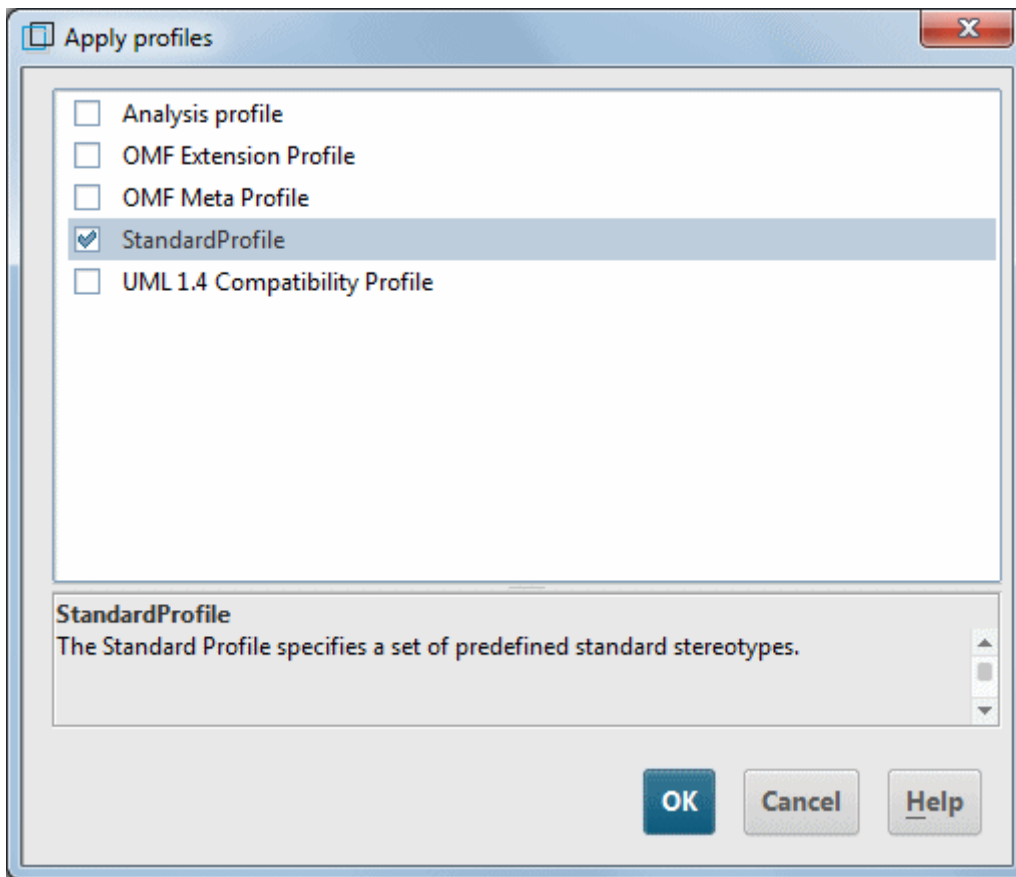 Apply profiles
Analysis profile
OMF Extension Profile
OMF Meta Profile
StandardProfile
UML 1.4 Compatibility Profile
StandardProfile
The Standard Profile specifies a set of predefined standard stereotypes.
OK Cancel Help